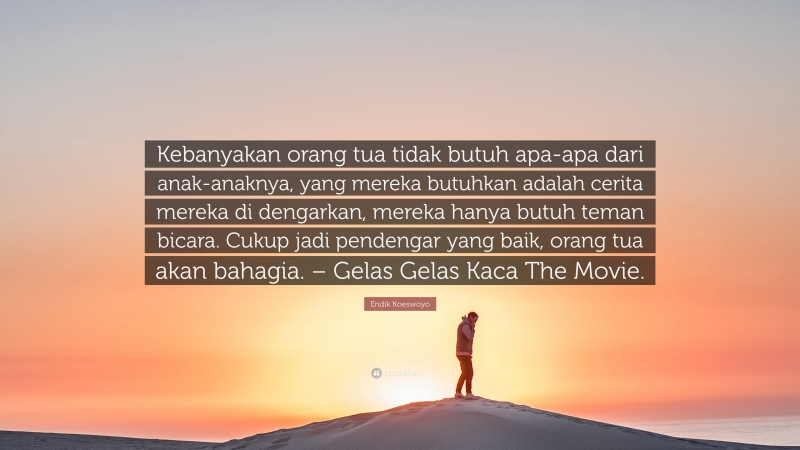 Kebanyakan orang tua tidak butuh apa-apa dari
anak-anaknya, yang mereka butuhkan adalah cerita
mereka di dengarkan, mereka hanya butuh teman
bicara. Cukup jadi pendengar yang baik, orang tua
akan bahagia. – Gelas Gelas Kaca The Movie.
Endik Koeswoyo